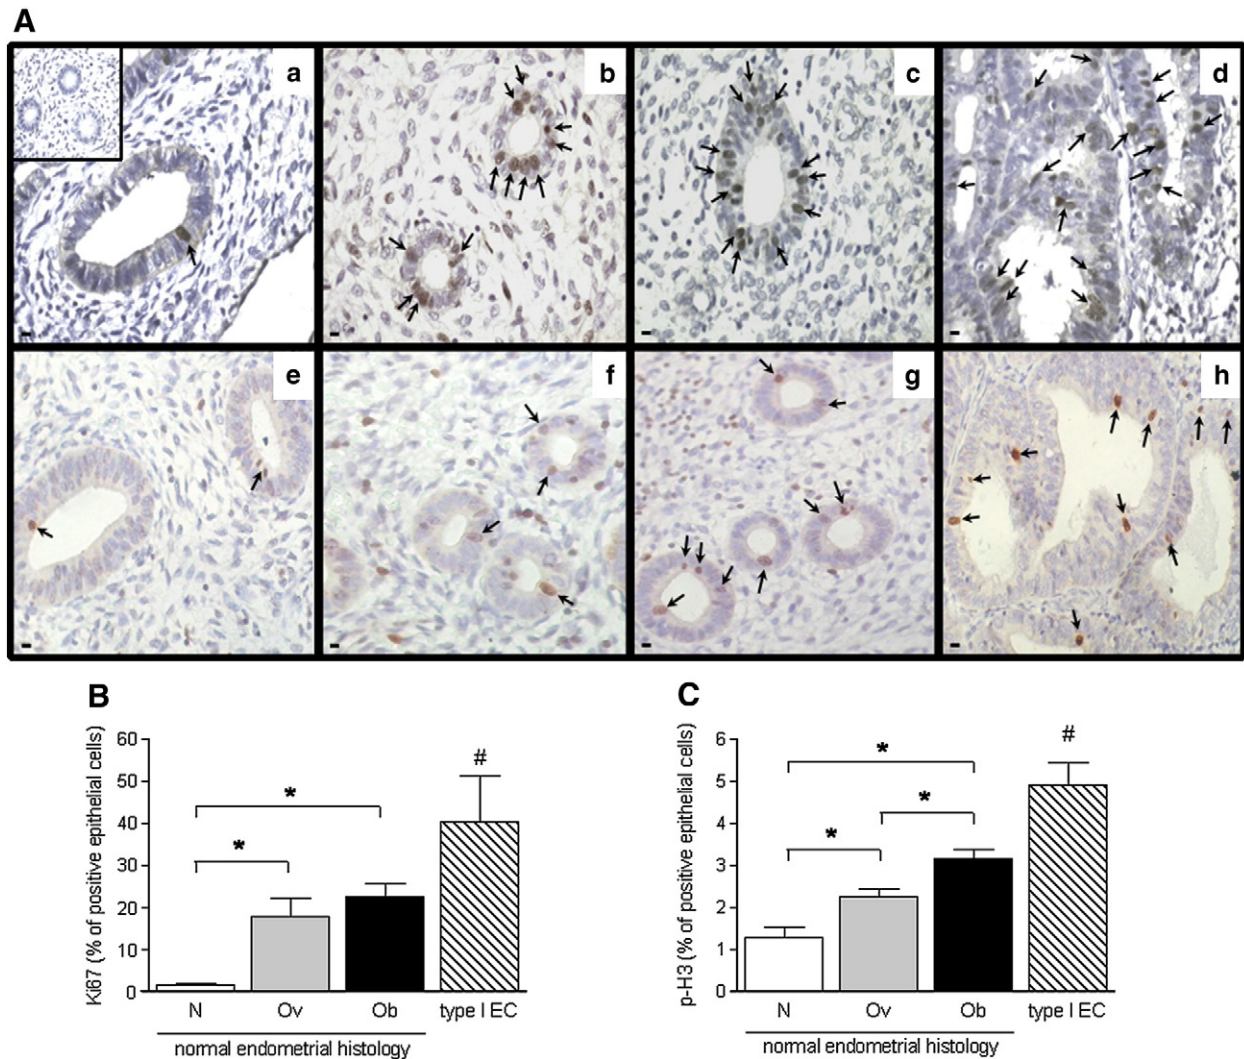 A
a
b
c
d
e
f
g
h
B
Ki67 (% of positive epithelial cells)
60
50
40
30
20
10
0
*
*
#
N
Ov
Ob
type I EC
normal endometrial histology
C
p-H3 (% of positive epithelial cells)
6
5
4
3
2
1
0
*
*
*
#
N
Ov
Ob
type I EC
normal endometrial histology